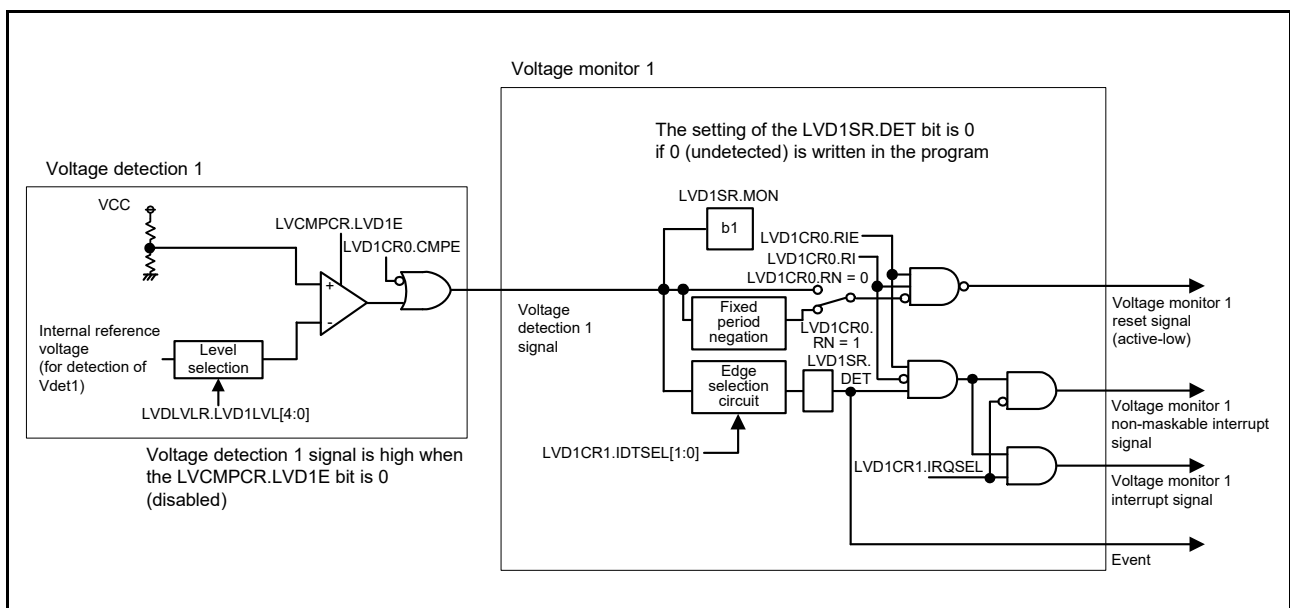 Voltage monitor 1
The setting of the LVD1SR.DET bit is 0
if 0 (undetected) is written in the program
Voltage detection 1
VCC
LVCMPCR.LVD1E
LVD1CR0.CMPE
LVD1SR.MON
b1
LVD1CR0.RIE
LVD1CR0.RI
LVD1CR0.RN = 0
+
-
Internal reference
voltage
(for detection of
Vdet1)
Level
selection
LVDLVLR.LVD1LVL[4:0]
Voltage
detection 1
signal
Fixed
period
negation
LVD1CR0.
RN = 1
LVD1SR.
DET
Edge
selection
circuit
LVD1CR1.IDTSEL[1:0]
LVD1CR1.IRQSEL
Voltage monitor 1
reset signal
(active-low)
Voltage monitor 1
non-maskable interrupt
signal
Voltage monitor 1
interrupt signal
Event
Voltage detection 1 signal is high when
the LVCMPCR.LVD1E bit is 0
(disabled)